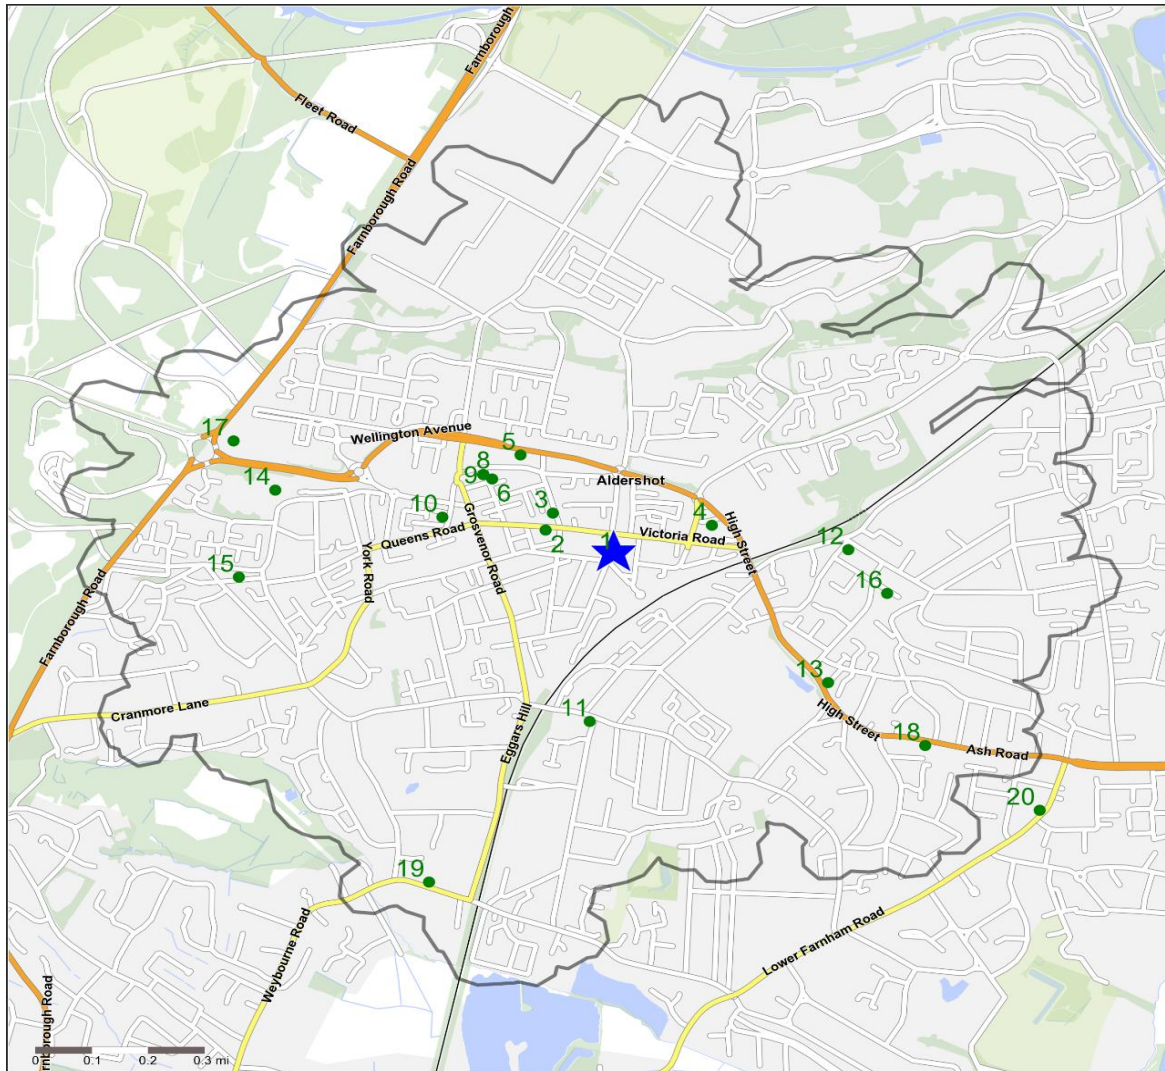 Farnborough
Fleet Road
Farnborough Road
17
Wellington Avenue
5
8
9
6
14
Aldershot
3
10
4
High Street
Queens Road
Grosvenor Road
2
1
Victoria Road
12
15
York Road
16
Farnborough Road
13
Cranmore Lane
11
High Street
Eggars Hill
18
Ash Road
20
19
Weybourne Road
Lower Farnham Road
rnborough Road
0 0.1 0.2 0.3 mi